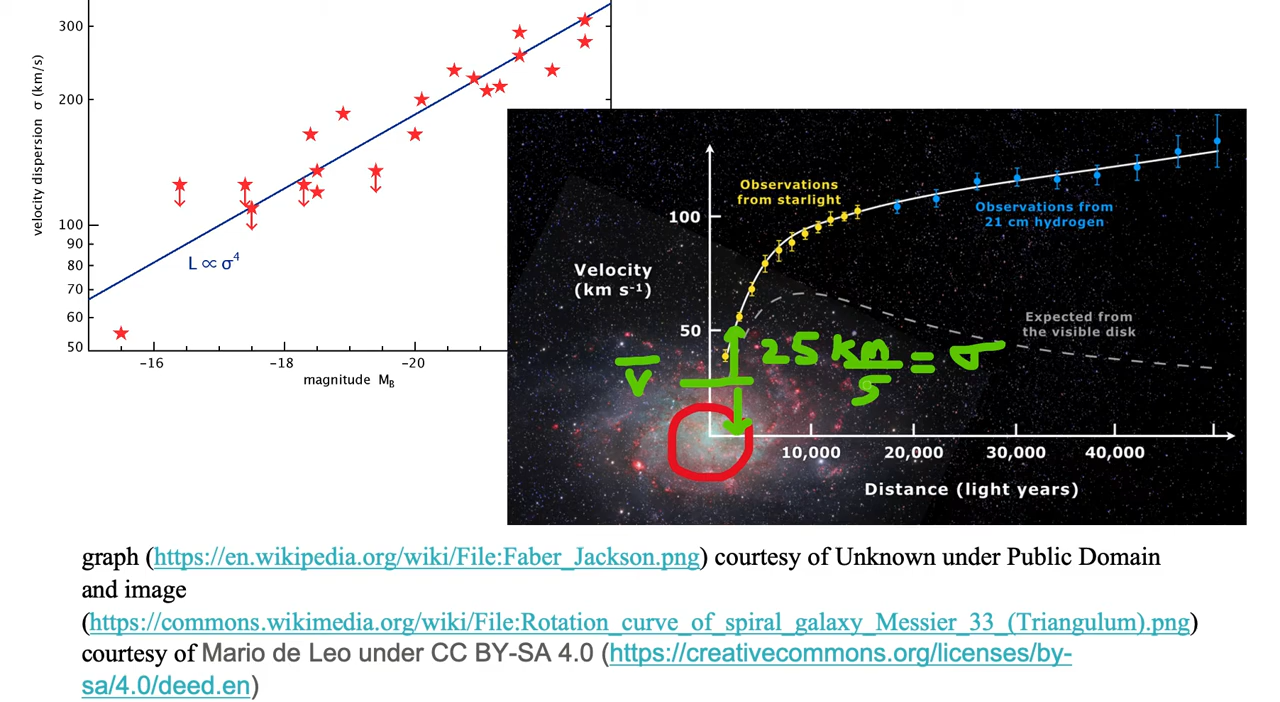 300
200
100
90
80
70
60
50
velocity dispersion σ (km/s)
L ∝ σ⁴
-16
-18
-20
magnitude M_B
Observations
from starlight
Observations from
21 cm hydrogen
100
Velocity
(km s⁻¹)
50
Expected from
the visible disk
v̅
25 km/s = σ
10,000
20,000
30,000
40,000
Distance (light years)
graph (https://en.wikipedia.org/wiki/File:Faber_Jackson.png) courtesy of Unknown under Public Domain
and image
(https://commons.wikimedia.org/wiki/File:Rotation_curve_of_spiral_galaxy_Messier_33_(Triangulum).png)
courtesy of Mario de Leo under CC BY-SA 4.0 (https://creativecommons.org/licenses/by-
sa/4.0/deed.en)